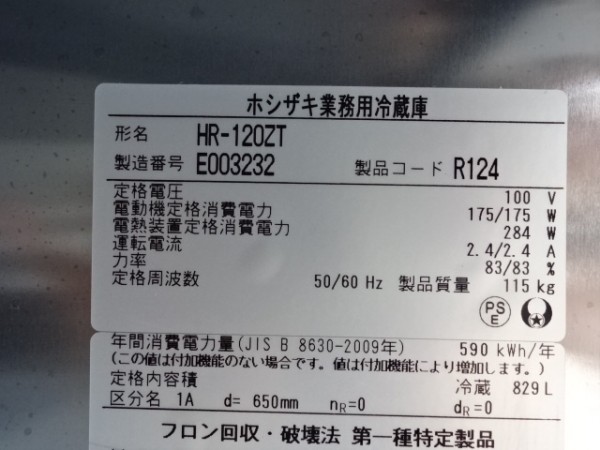 ホシザキ業務用冷蔵庫
形名 HR-120ZT
製造番号 E003232 製品コード R124
定格電圧 100 V
電動機定格消費電力 175/175 W
電熱装置定格消費電力 284 W
運転電流 2.4/2.4 A
力率 83/83 %
定格周波数 50/60 Hz 製品質量 115 kg
PS
E
年間消費電力量(JIS B 8630-2009年) 590 kWh/年
(この値は付加機能のない場合です。値は付加機能により増加します。)
定格内容積 冷蔵 829 L
区分名 1A d= 650mm nR=0 dR=0
フロン回収・破壊法 第一種特定製品